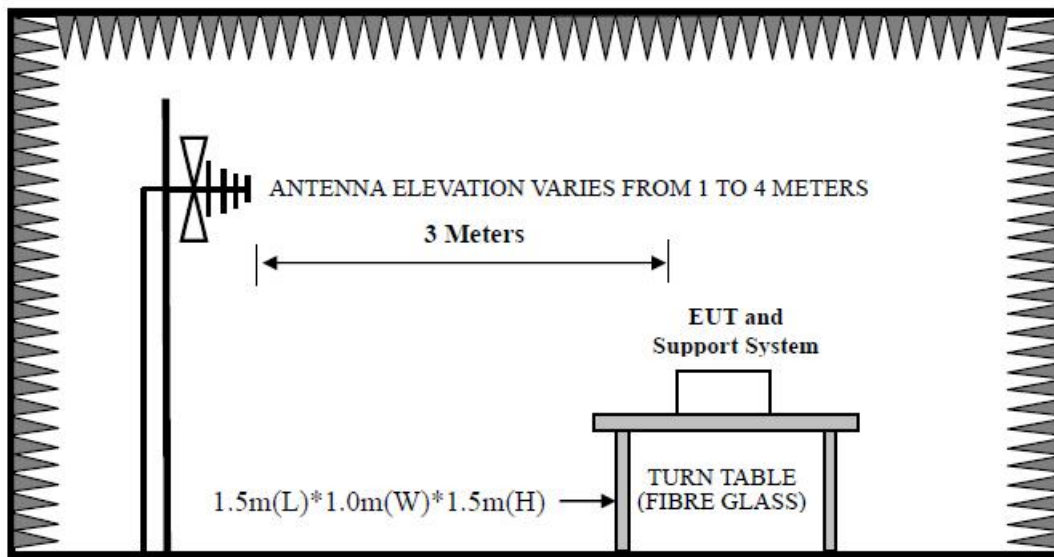 ANTENNA ELEVATION VARIES FROM 1 TO 4 METERS
3 Meters
EUT and
Support System
TURN TABLE
(FIBRE GLASS)
1.5m(L)*1.0m(W)*1.5m(H)